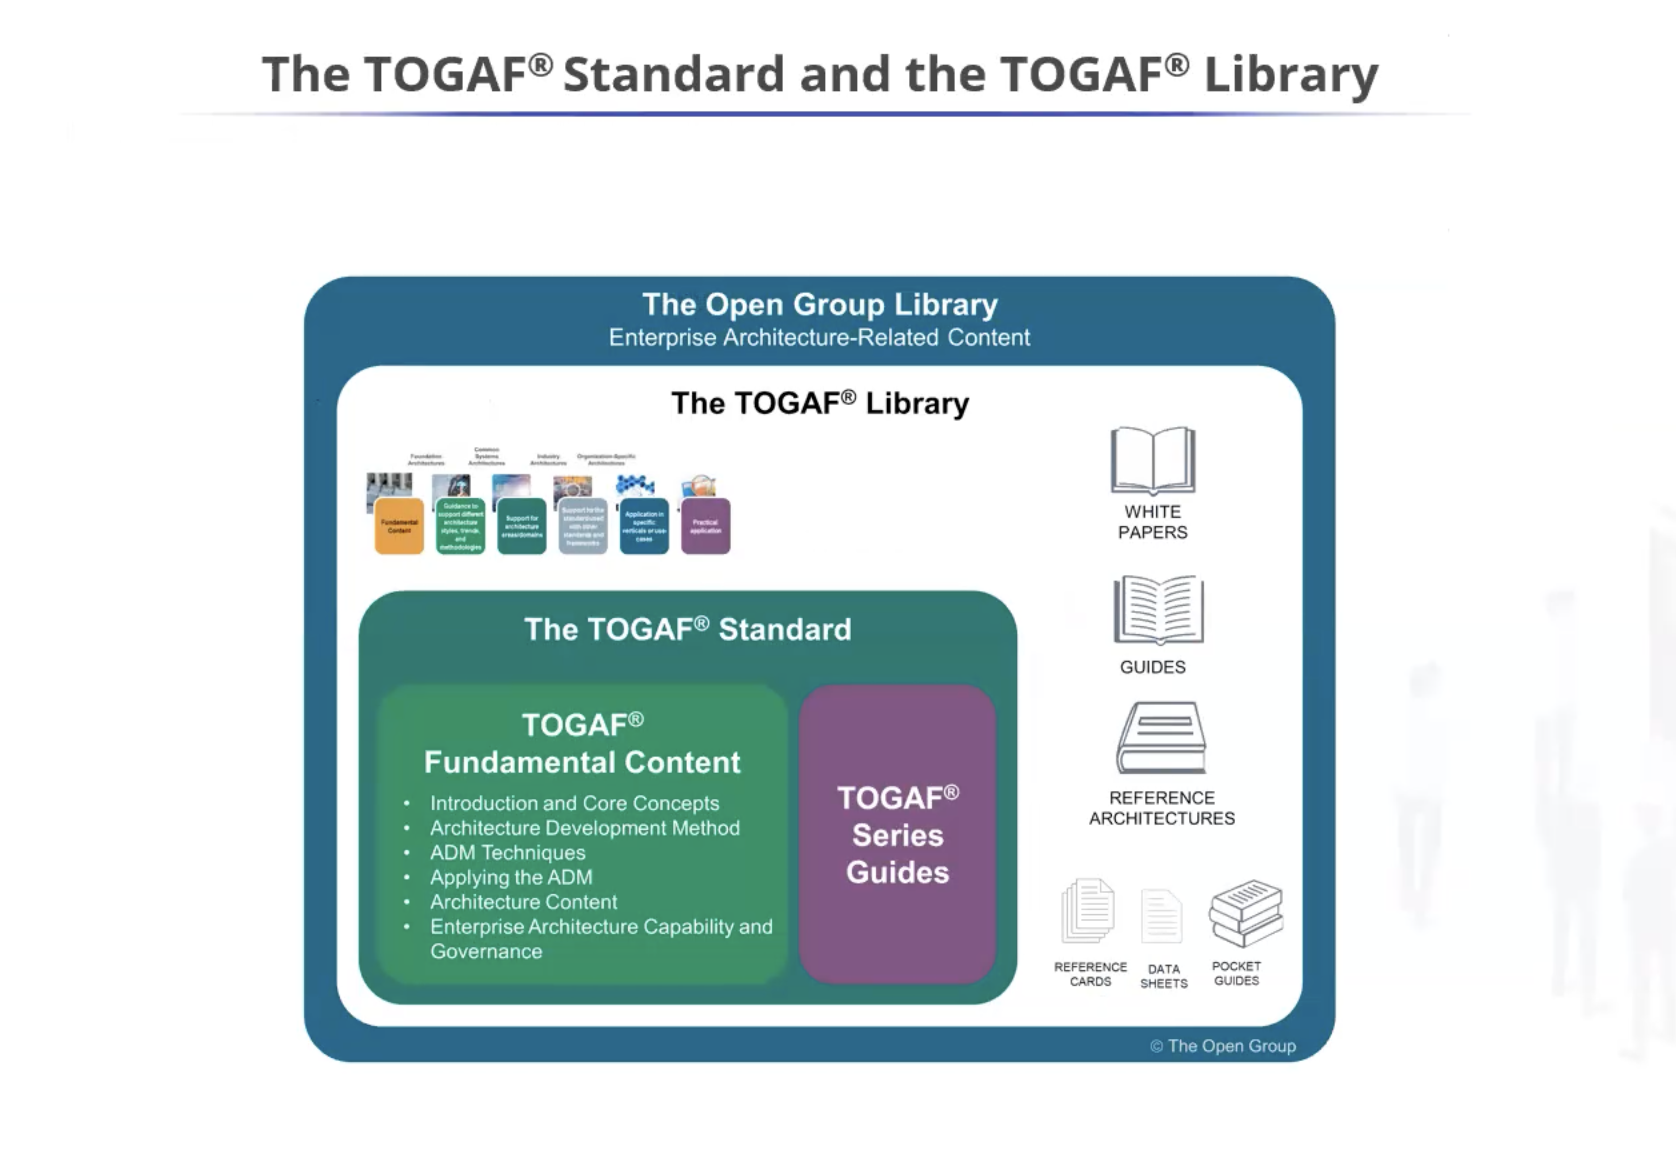 The TOGAF® Standard and the TOGAF® Library
The Open Group Library
Enterprise Architecture-Related Content
The TOGAF® Library
Foundation
Architectures
Common
Systems
Architectures
Industry
Architectures
Organization-Specific
Architectures
Fundamental
Content
Guidance to
support different
architecture
styles, trends,
and
methodologies
Support for
architecture
areas/domains
Support for the
standard used
with other
standards and
frameworks
Application in
specific
verticals or use-
cases
Practical
application
WHITE
PAPERS
GUIDES
REFERENCE
ARCHITECTURES
REFERENCE
CARDS
DATA
SHEETS
POCKET
GUIDES
The TOGAF® Standard
TOGAF®
Fundamental Content
• Introduction and Core Concepts
• Architecture Development Method
• ADM Techniques
• Applying the ADM
• Architecture Content
• Enterprise Architecture Capability and
Governance
TOGAF®
Series
Guides
© The Open Group